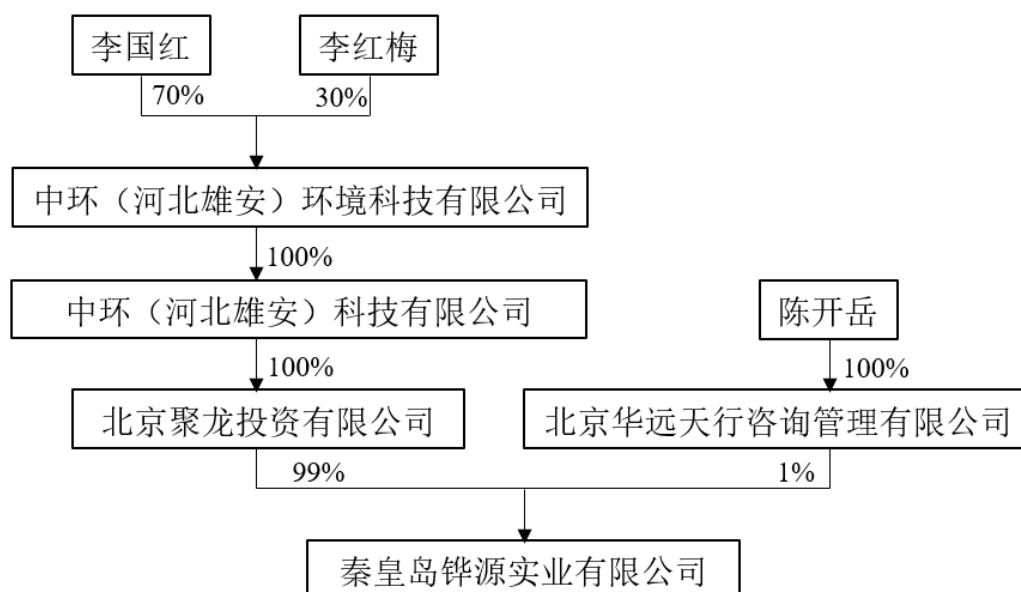 李国红
李红梅
70%
30%
中环（河北雄安）环境科技有限公司
100%
中环（河北雄安）科技有限公司
陈开岳
100%
100%
北京聚龙投资有限公司
北京华远天行咨询管理有限公司
99%
1%
秦皇岛铧源实业有限公司